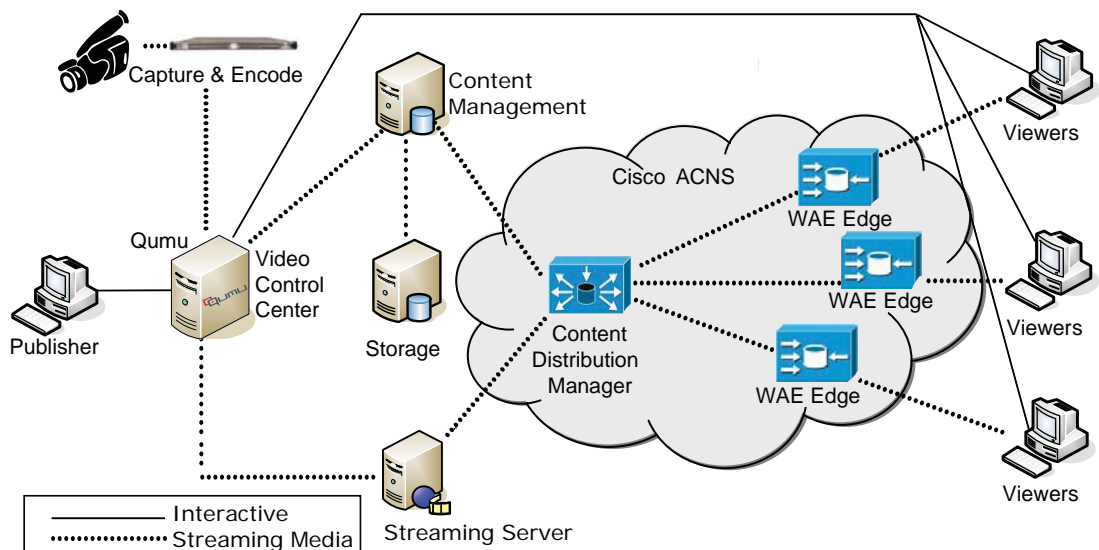 Capture & Encode
Content
Management
Viewers
Cisco ACNS
WAE Edge
Qumu
Video
Control
Center
Qumu
Publisher
Storage
WAE Edge
Viewers
Content
Distribution
Manager
WAE Edge
Viewers
Streaming Server
Interactive
Streaming Media